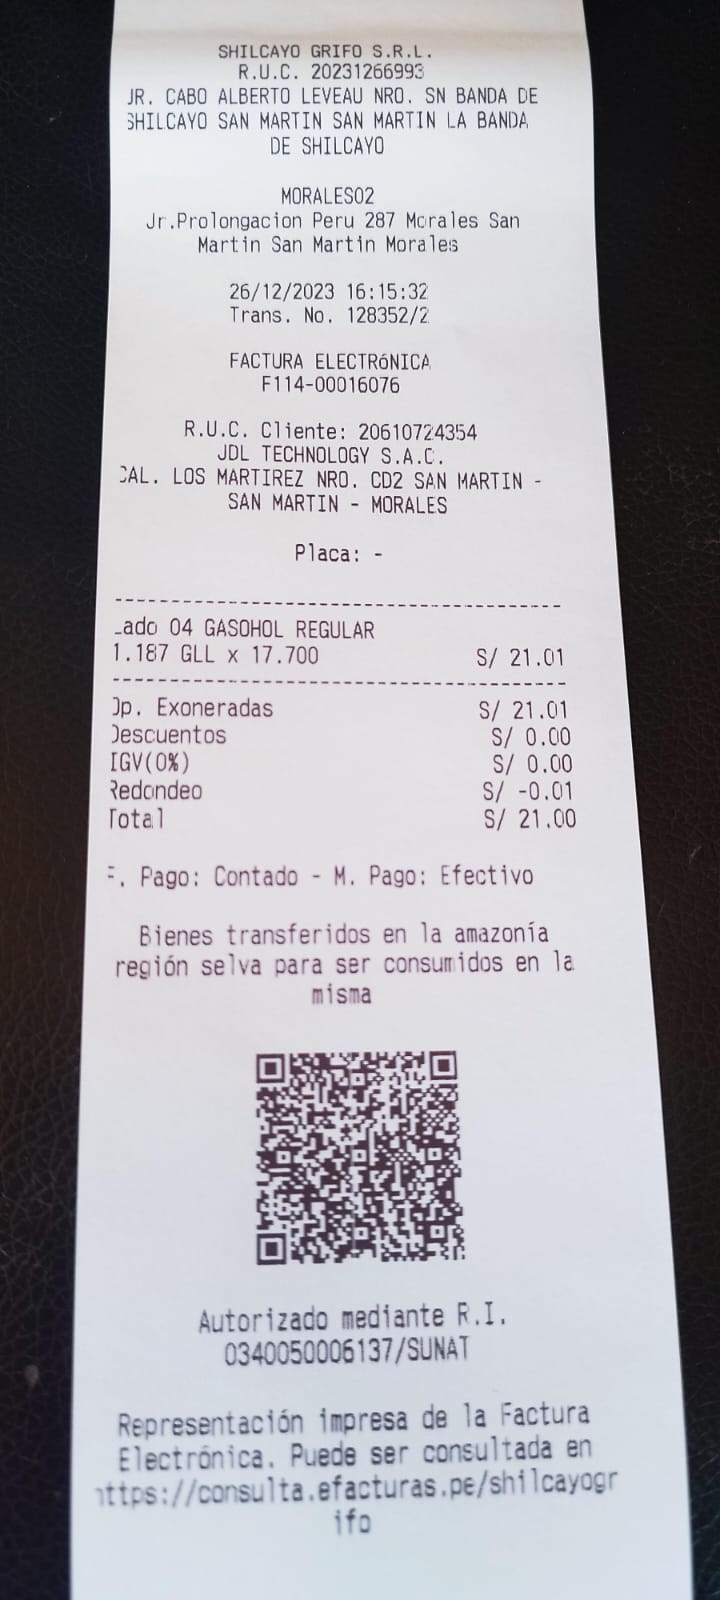 SHILCAYO GRIFO S.R.L.
R.U.C. 20231266993
JR. CABO ALBERTO LEVEAU NRO. SN BANDA DE
SHILCAYO SAN MARTIN SAN MARTIN LA BANDA
DE SHILCAYO
MORALES02
Jr.Prolongacion Peru 287 Morales San
Martin San Martin Morales
26/12/2023 16:15:32
Trans. No. 128352/2
FACTURA ELECTRóNICA
F114-00016076
R.U.C. Cliente: 20610724354
JDL TECHNOLOGY S.A.C.
CAL. LOS MARTIREZ NRO. CD2 SAN MARTIN -
SAN MARTIN - MORALES
Placa: -
Lado 04 GASOHOL REGULAR
1.187 GLL x 17.700 S/ 21.01
Op. Exoneradas S/ 21.01
Descuentos S/ 0.00
IGV(0%) S/ 0.00
Redondeo S/ -0.01
Total S/ 21.00
F. Pago: Contado - M. Pago: Efectivo
Bienes transferidos en la amazonía
región selva para ser consumidos en la
misma
Autorizado mediante R.I.
0340050006137/SUNAT
Representación impresa de la Factura
Electrónica. Puede ser consultada en
https://consulta.efacturas.pe/shilcayogr
ifo